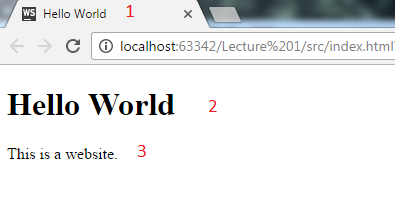 WS Hello World 1
localhost:63342/Lecture%201/src/index.html?
Hello World 2
This is a website. 3